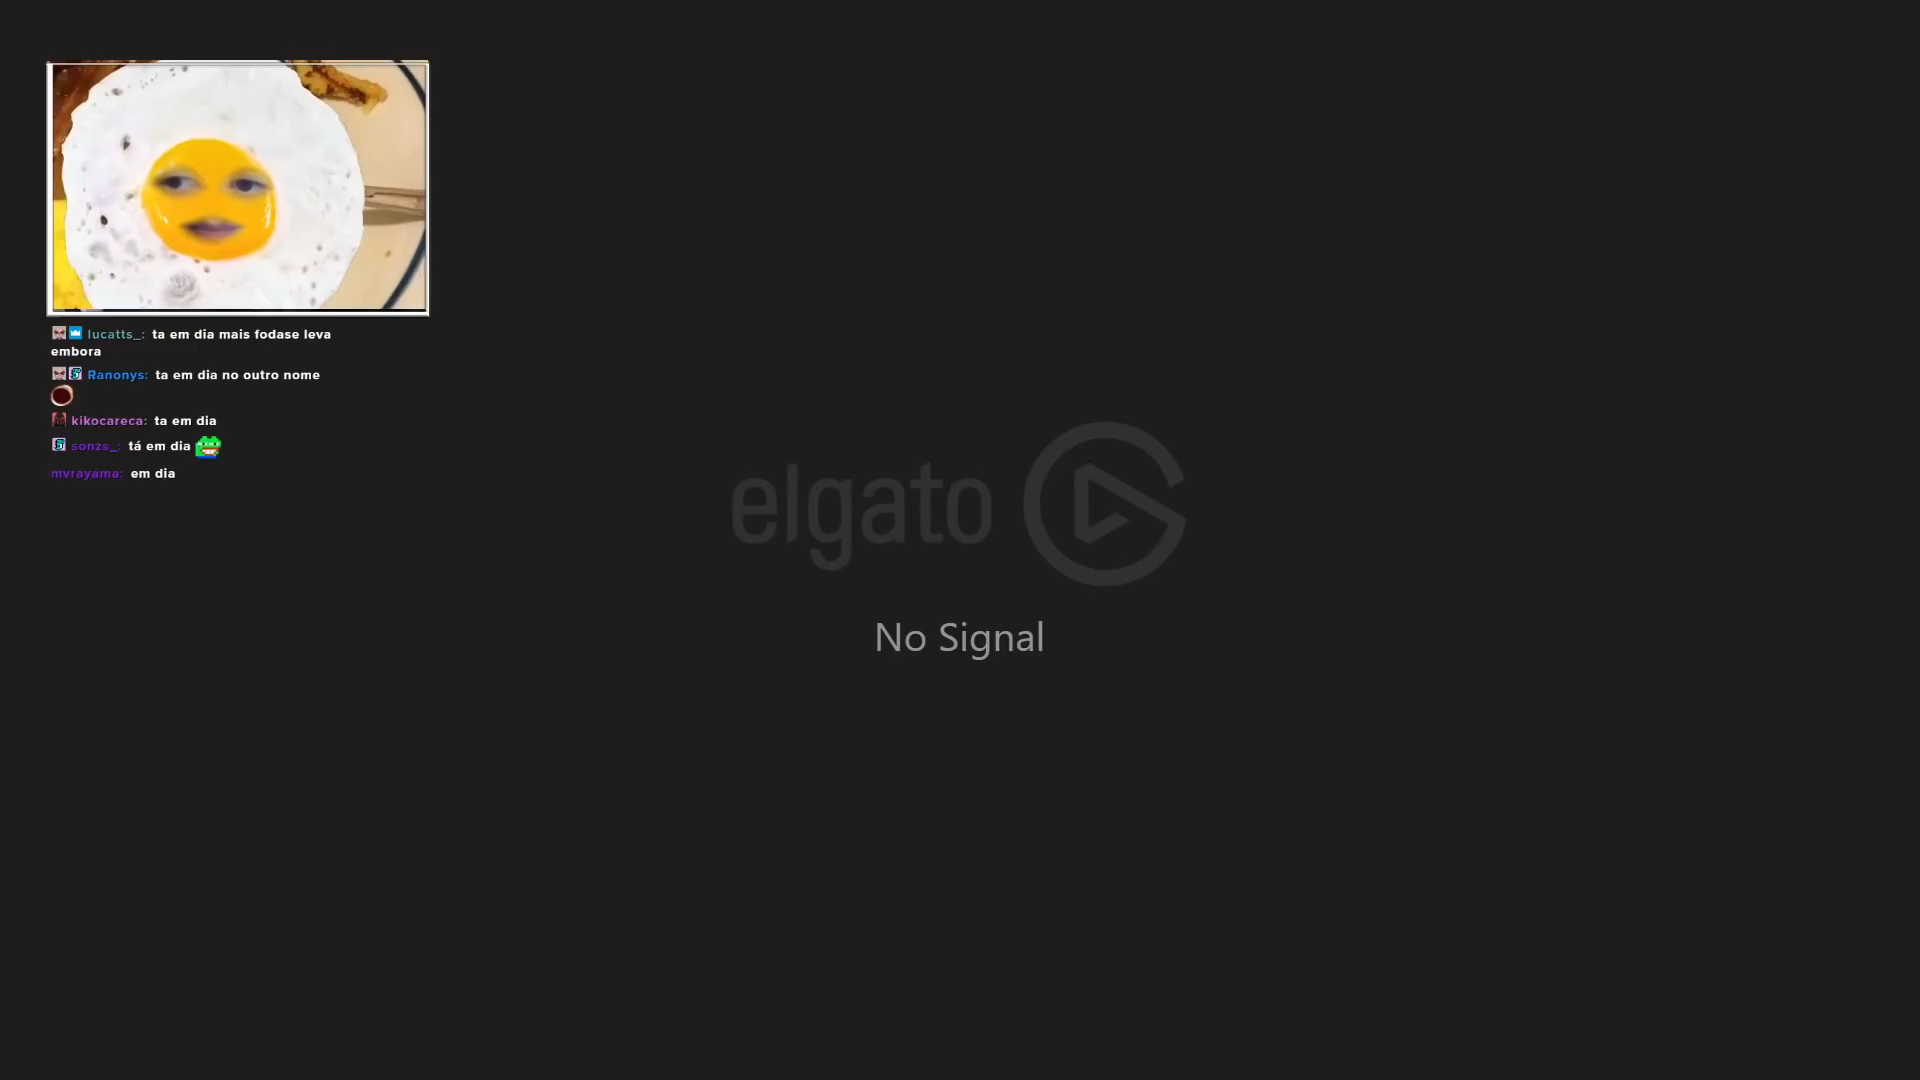 lucatts_: ta em dia mais fodase leva
embora
Ranonys: ta em dia no outro nome
kikocareca: ta em dia
sonzs_: tá em dia
mvrayama: em dia
elgato
No Signal